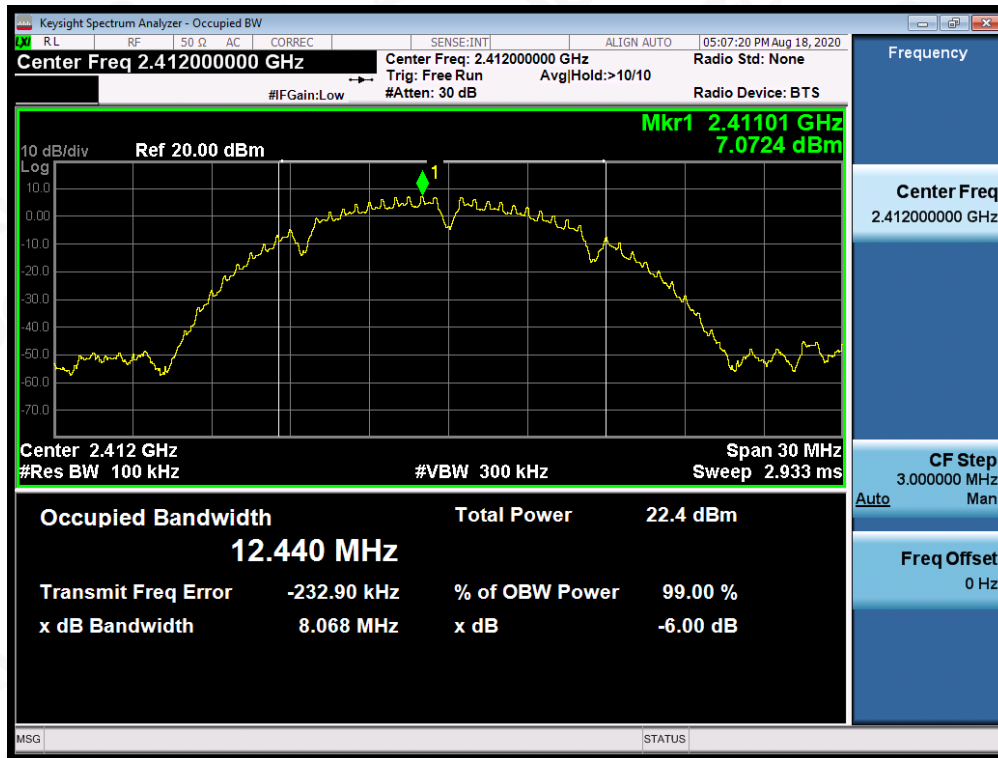 Keysight Spectrum Analyzer - Occupied BW
LXI RL RF 50 Ω AC CORREC SENSE:INT ALIGN AUTO 05:07:20 PM Aug 18, 2020
Center Freq 2.412000000 GHz
Center Freq: 2.412000000 GHz
Radio Std: None
Trig: Free Run Avg|Hold:>10/10
#IFGain:Low #Atten: 30 dB Radio Device: BTS
Frequency
Mkr1 2.41101 GHz
7.0724 dBm
10 dB/div Ref 20.00 dBm
Log
1
10.0
0.00
-10.0
-20.0
-30.0
-40.0
-50.0
-60.0
-70.0
Center 2.412 GHz Span 30 MHz
#Res BW 100 kHz #VBW 300 kHz Sweep 2.933 ms
Occupied Bandwidth Total Power 22.4 dBm
12.440 MHz
Transmit Freq Error -232.90 kHz % of OBW Power 99.00 %
x dB Bandwidth 8.068 MHz x dB -6.00 dB
Center Freq
2.412000000 GHz
CF Step
3.000000 MHz
Auto Man
Freq Offset
0 Hz
MSG STATUS